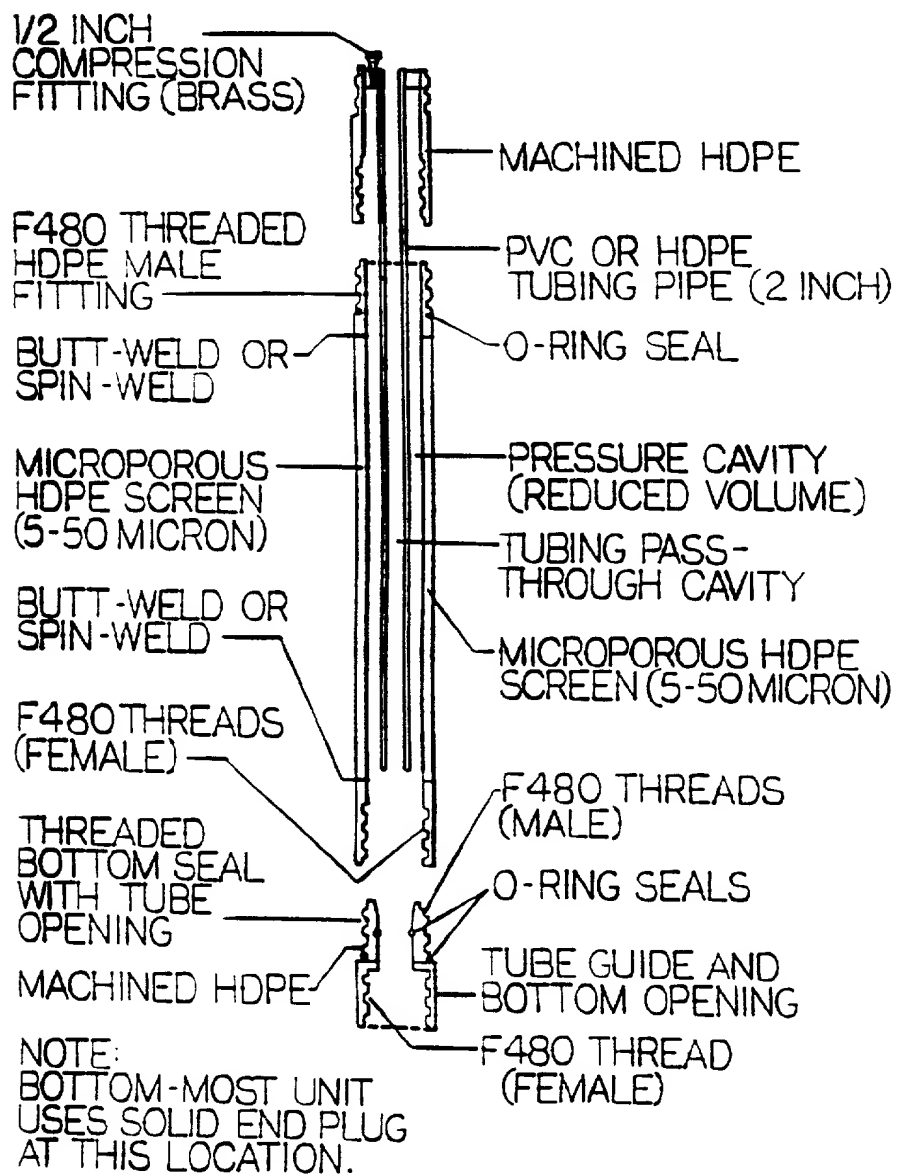 1/2 INCH
COMPRESSION
FITTING (BRASS)
MACHINED HDPE
F480 THREADED
HDPE MALE
FITTING
PVC OR HDPE
TUBING PIPE (2 INCH)
BUTT-WELD OR
SPIN-WELD
O-RING SEAL
MICROPOROUS
HDPE SCREEN
(5-50 MICRON)
PRESSURE CAVITY
(REDUCED VOLUME)
TUBING PASS-
THROUGH CAVITY
BUTT-WELD OR
SPIN-WELD
MICROPOROUS HDPE
SCREEN (5-50 MICRON)
F480 THREADS
(FEMALE)
F480 THREADS
(MALE)
THREADED
BOTTOM SEAL
WITH TUBE
OPENING
O-RING SEALS
MACHINED HDPE
TUBE GUIDE AND
BOTTOM OPENING
F480 THREAD
(FEMALE)
NOTE:
BOTTOM-MOST UNIT
USES SOLID END PLUG
AT THIS LOCATION.